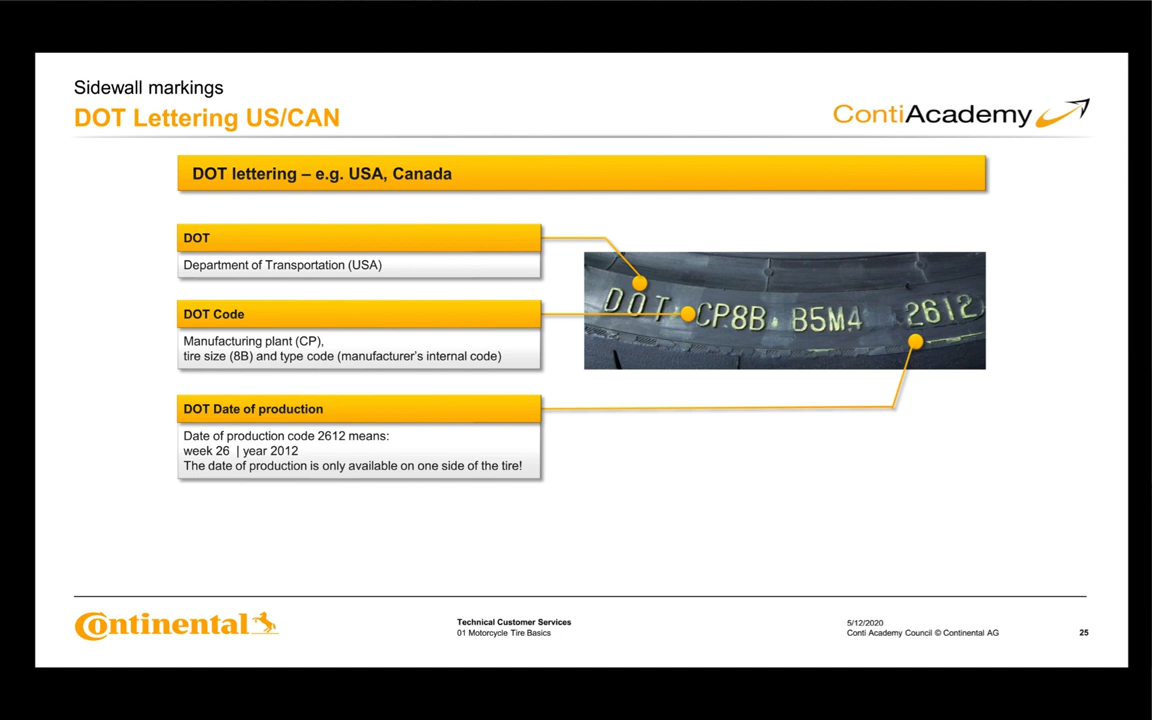 Sidewall markings
DOT Lettering US/CAN
ContiAcademy
DOT lettering – e.g. USA, Canada
DOT
Department of Transportation (USA)
DOT Code
Manufacturing plant (CP),
tire size (8B) and type code (manufacturer's internal code)
DOT Date of production
Date of production code 2612 means:
week 26 | year 2012
The date of production is only available on one side of the tire!
DOT CP8B B5M4 2612
Continental
Technical Customer Services
01 Motorcycle Tire Basics
5/12/2020
Conti Academy Council © Continental AG
25